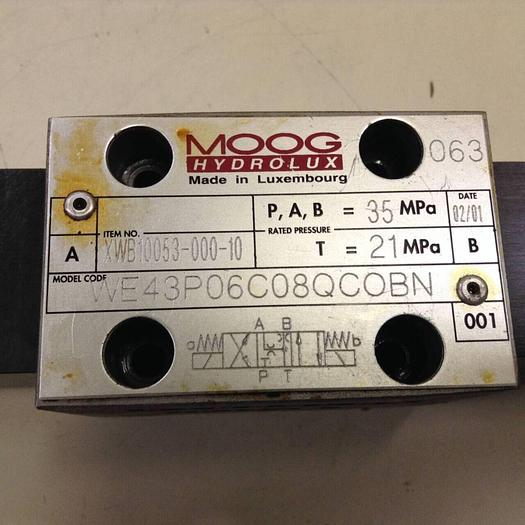 MOOG
HYDROLUX
Made in Luxembourg
063
P, A, B = 35 MPa
DATE
02/01
ITEM NO.
RATED PRESSURE
A
XWB10053-000-10
T = 21 MPa
B
MODEL CODE
WE43P06C08QC0BN
001
A B
a
b
P T